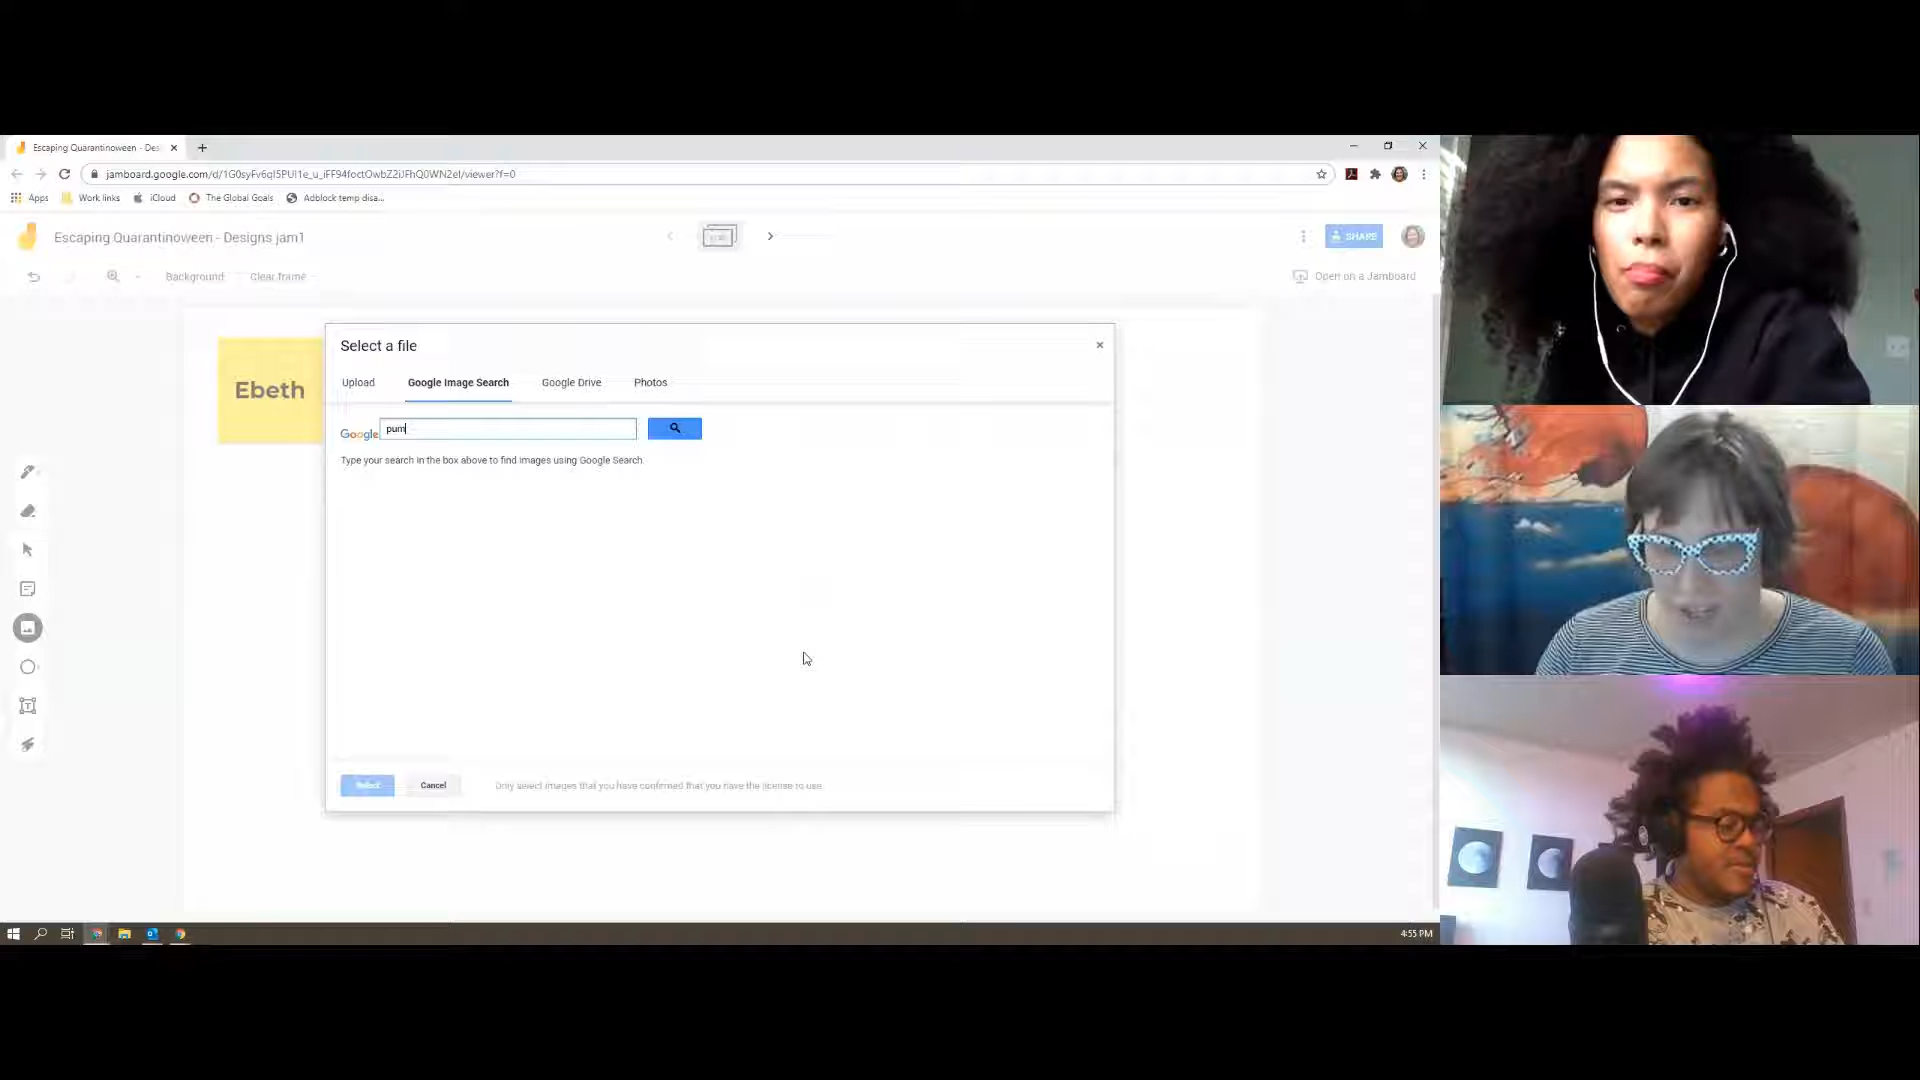 Escaping Quarantinoween - Des
jamboard.google.com/d/1G0syFv6qI5PUI1e_u_iFF94foctOwbZ2iJFhQ0WN2eI/viewer?f=0
Apps Work links iCloud The Global Goals Adblock temp disa...
Escaping Quarantinoween - Designs jam1
SHARE
Background Clear frame
Open on a Jamboard
Ebeth
Select a file
Upload Google Image Search Google Drive Photos
Google pum
Type your search in the box above to find images using Google Search.
Select Cancel Only select images that you have confirmed that you have the license to use.
4:55 PM